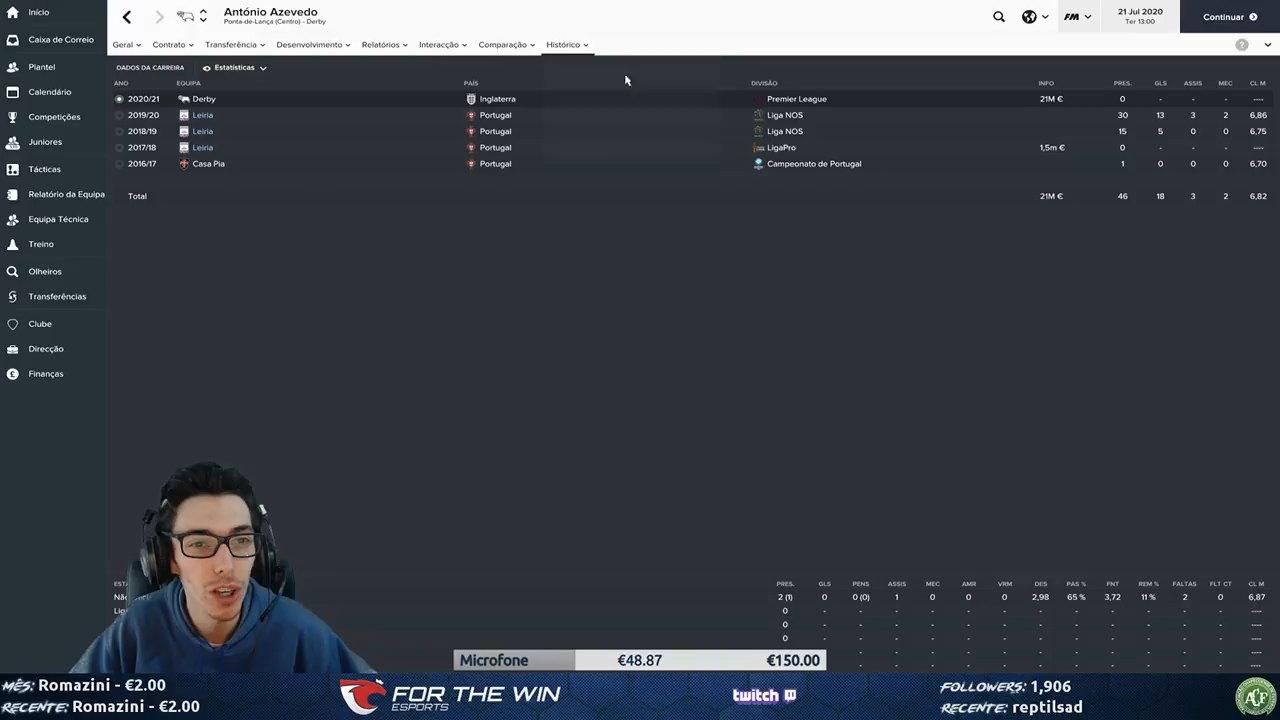 António Azevedo
Ponta-de-Lança (Centro) - Derby
FM
21 Jul 2020
Ter 13:00
Continuar
Início
Caixa de Correio
Plantel
Calendário
Competições
Juniores
Tácticas
Relatório da Equipa
Equipa Técnica
Treino
Olheiros
Transferências
Clube
Direcção
Finanças
Geral Contrato Transferência Desenvolvimento Relatórios Interacção Comparação Histórico
DADOS DA CARREIRA Estatísticas
ANO EQUIPA PAÍS DIVISÃO INFO PRES. GLS ASSIS MEC CL M
2020/21 Derby Inglaterra Premier League 21M € 0 - - - ----
2019/20 Leiria Portugal Liga NOS 30 13 3 2 6,86
2018/19 Leiria Portugal Liga NOS 15 5 0 0 6,75
2017/18 Leiria Portugal LigaPro 1,5m € 0 - - - ----
2016/17 Casa Pia Portugal Campeonato de Portugal 1 0 0 0 6,70
Total 21M € 46 18 3 2 6,82
PRES. GLS PENS ASSIS MEC AMR VRM DES PAS % FNT REM % FALTAS FLT CT CL M
2 (1) - 0 (0) 1 0 0 0 2,98 65 % 3,72 11 % 2 0 6,87
0 - - - - - - - - - - - - ----
0 - - - - - - - - - - - - ----
0 - - - - - - - - - - - - ----
Microfone €48.87 €150.00
MÊS: Romazini - €2.00
RECENTE: Romazini - €2.00
FOR THE WIN
ESPORTS
twitch
FOLLOWERS: 1,906
RECENTE: reptilsad